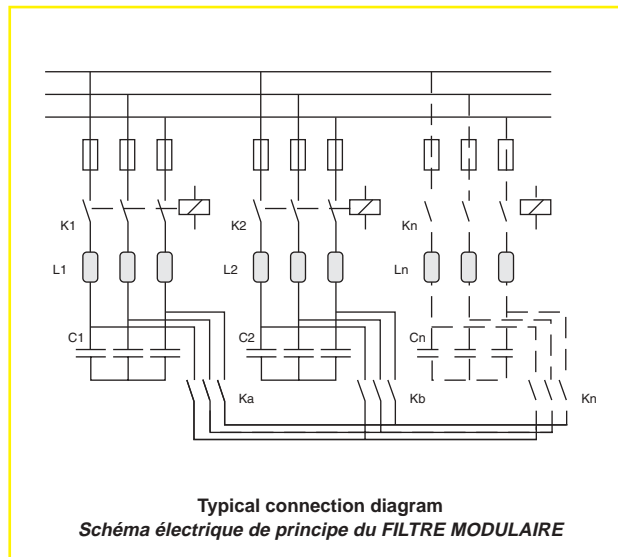 K1 K2 Kn
L1 L2 Ln
C1 C2 Cn
Ka Kb Kn
Typical connection diagram
Schéma électrique de principe du FILTRE MODULAIRE